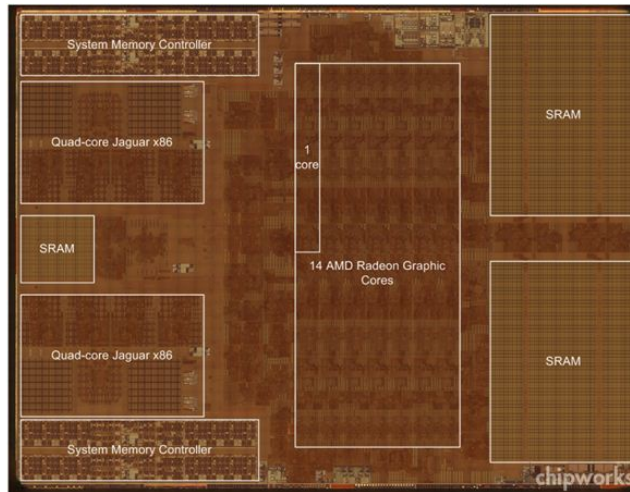 System Memory Controller
Quad-core Jaguar x86
SRAM
1
core
SRAM
14 AMD Radeon Graphic
Cores
Quad-core Jaguar x86
SRAM
System Memory Controller
chipworks